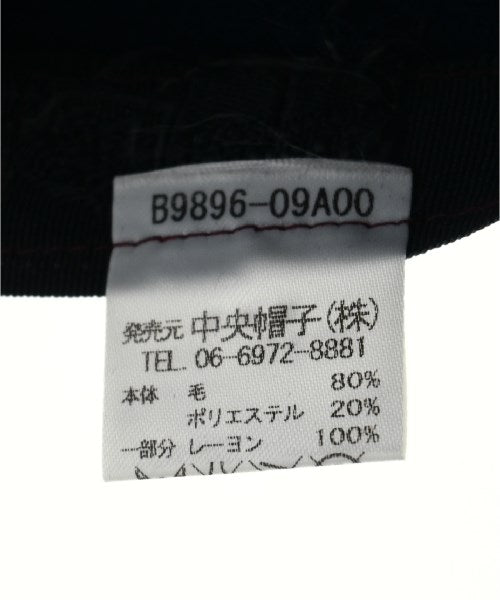 B9896-09A00
発売元 中央帽子(株)
TEL. 06-6972-8881
本体 毛 80%
ポリエステル 20%
一部分 レーヨン 100%